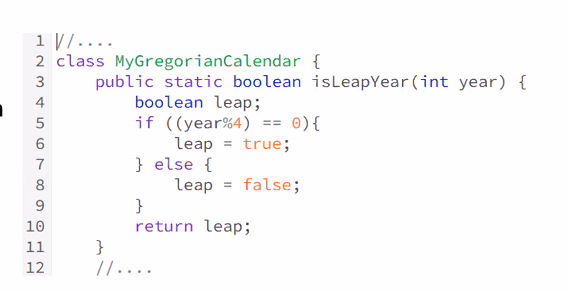 1 //....
2 class MyGregorianCalendar {
3     public static boolean isLeapYear(int year) {
4         boolean leap;
5         if ((year%4) == 0){
6             leap = true;
7         } else {
8             leap = false;
9         }
10         return leap;
11     }
12     //....